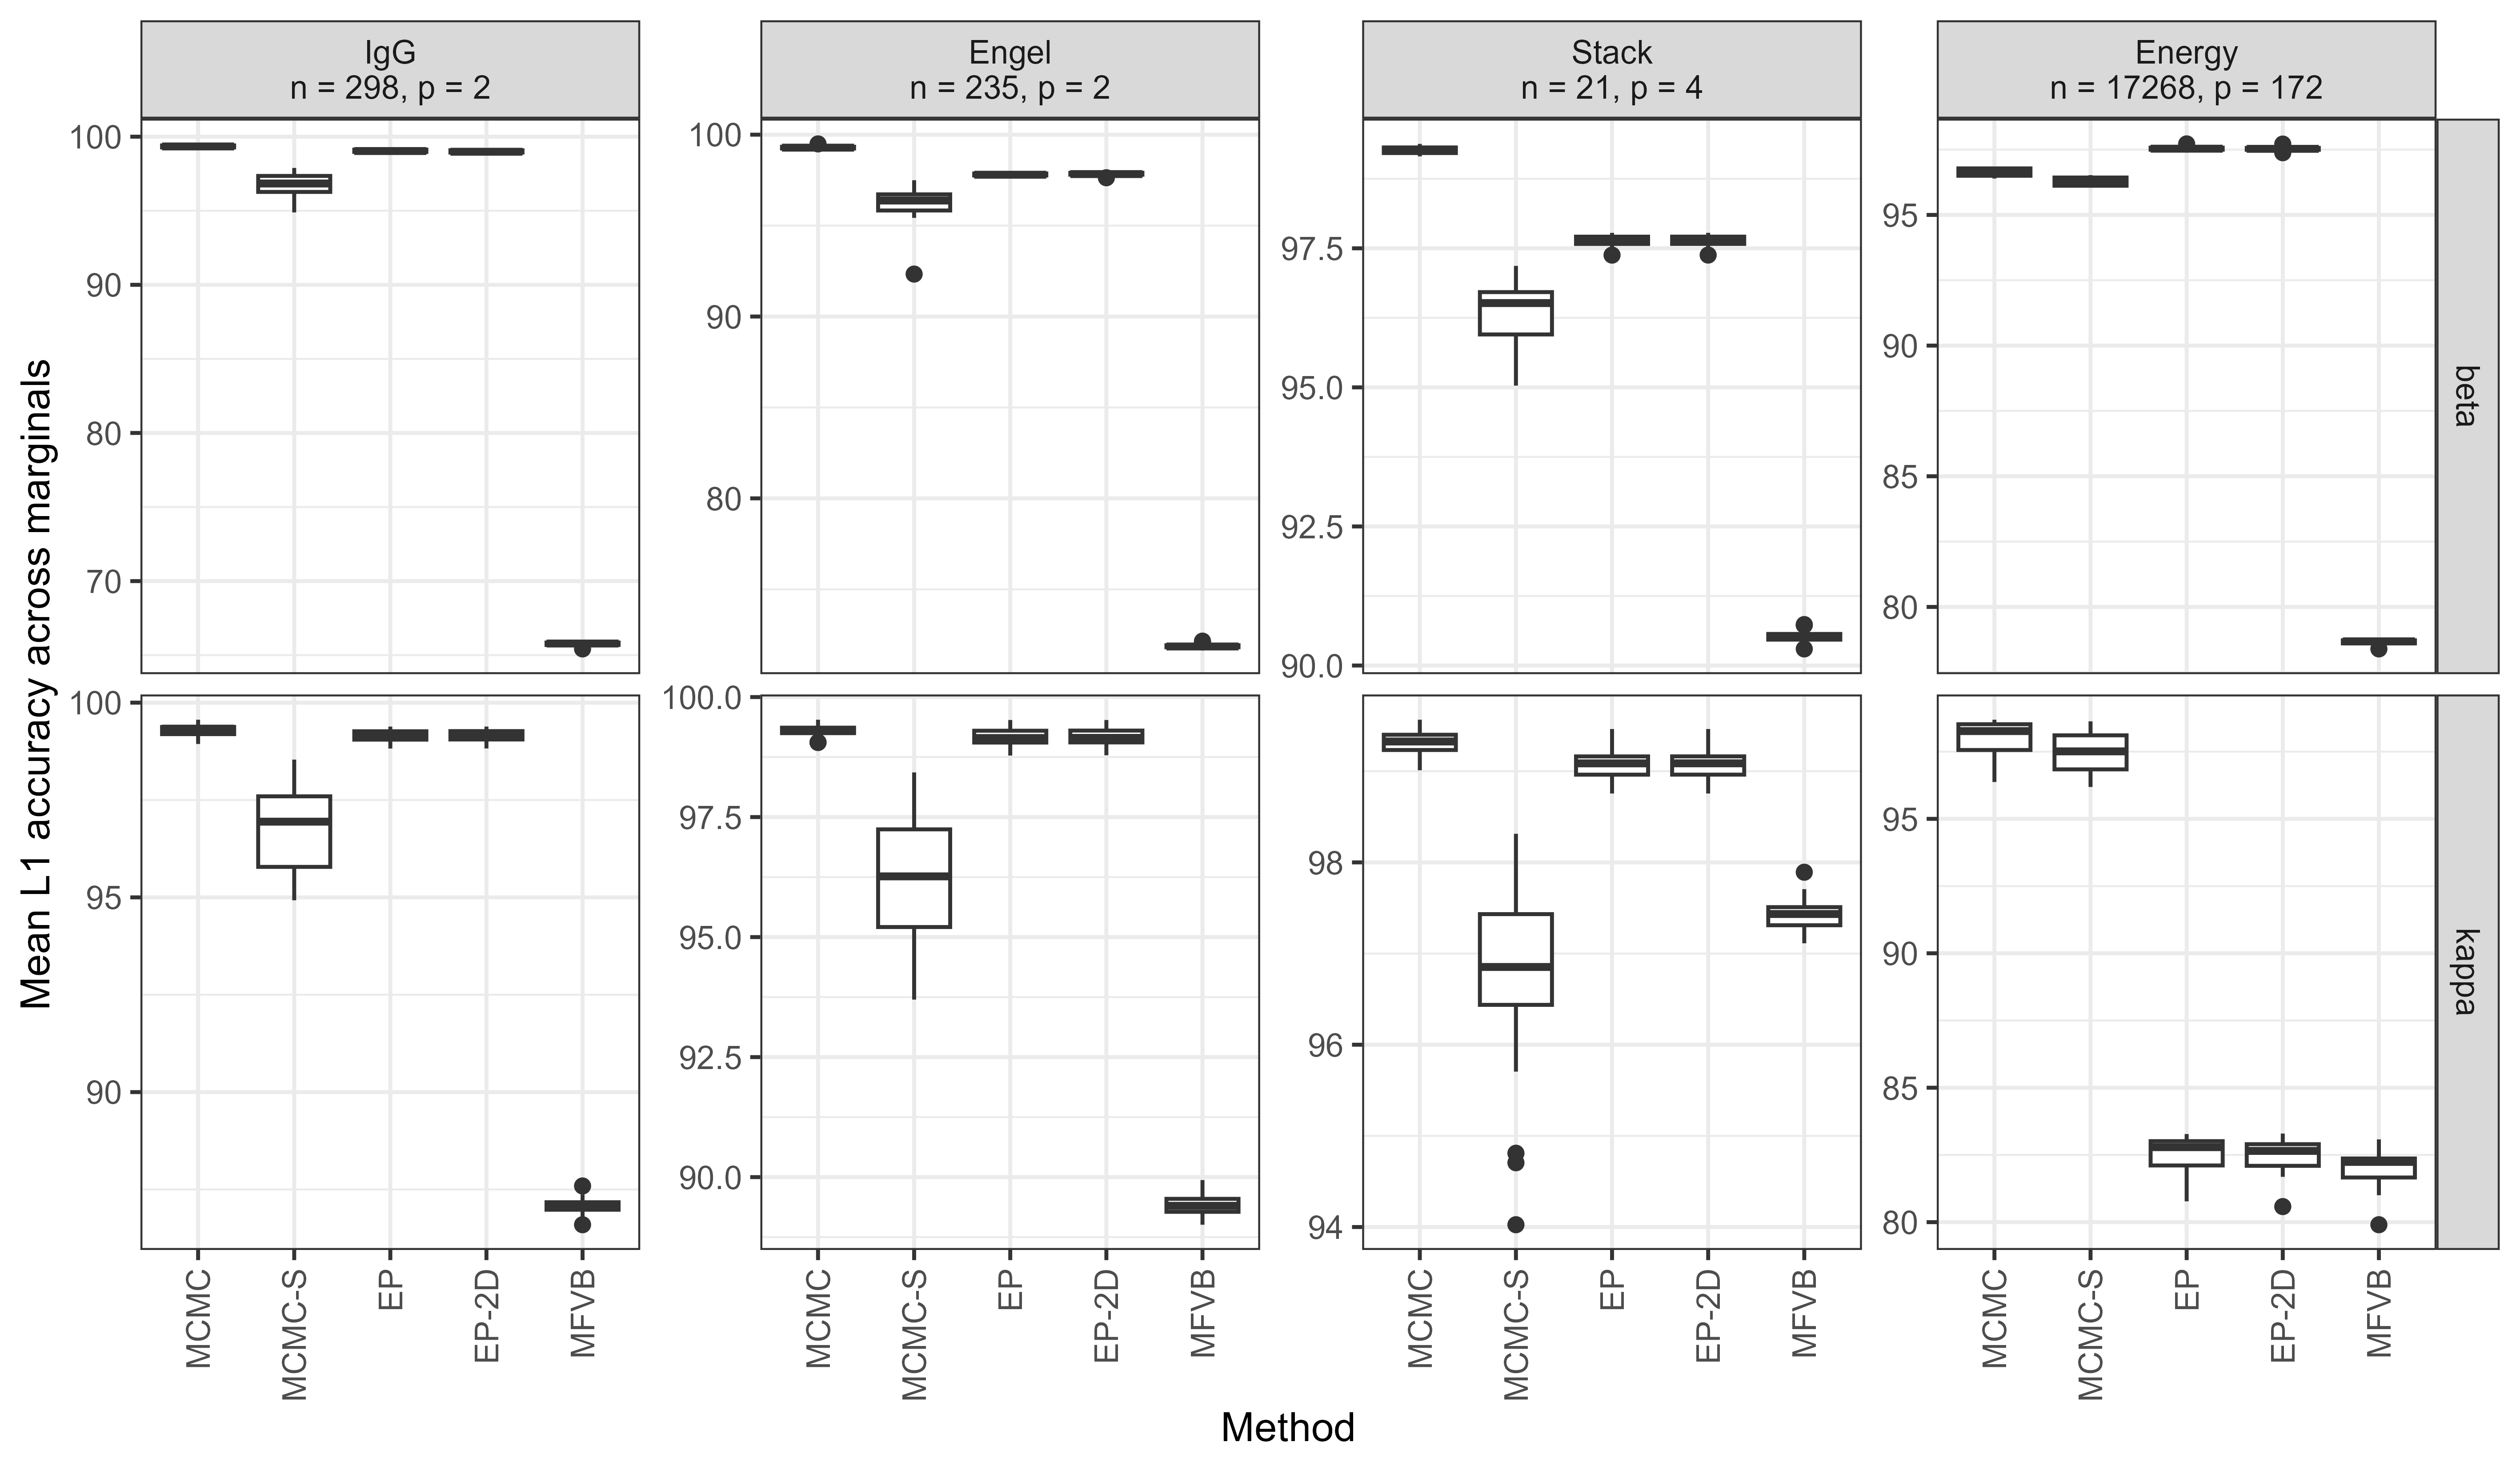 IgG
n = 298, p = 2
Engel
n = 235, p = 2
Stack
n = 21, p = 4
Energy
n = 17268, p = 172
Mean L1 accuracy across marginals
100
90
80
70
100
90
80
97.5
95.0
92.5
90.0
95
90
85
80
beta
100
95
90
100.0
97.5
95.0
92.5
90.0
98
96
94
95
90
85
80
kappa
MCMC
MCMC-S
EP
EP-2D
MFVB
MCMC
MCMC-S
EP
EP-2D
MFVB
MCMC
MCMC-S
EP
EP-2D
MFVB
MCMC
MCMC-S
EP
EP-2D
MFVB
Method